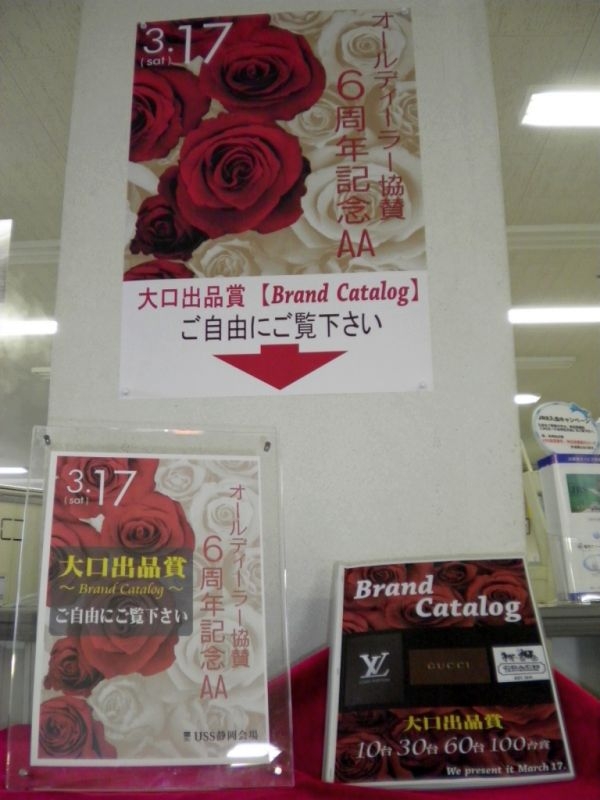 3.17
(sat)
オールディーラー協賛
6周年記念AA
大口出品賞【Brand Catalog】
ご自由にご覧下さい
3.17
(sat)
オールディーラー協賛
6周年記念AA
大口出品賞
～Brand Catalog～
ご自由にご覧下さい
USS静岡会場
Brand
Catalog
LV
LOUIS VUITTON
GUCCI
COACH
EST. 1941
大口出品賞
10台 30台 60台 100台賞
We present it March 17.